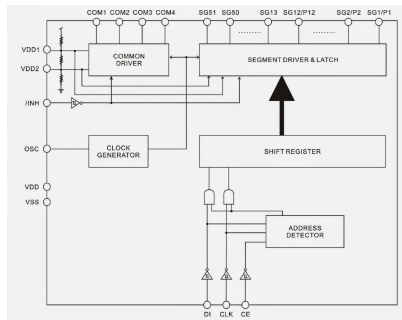 COM1 COM2 COM3 COM4 SG51 SG50 SG13 SG12/P12 SG2/P2 SG1/P1
VDD1
COMMON
DRIVER
SEGMENT DRIVER & LATCH
VDD2
/INH
OSC
CLOCK
GENERATOR
SHIFT REGISTER
VDD
VSS
ADDRESS
DETECTOR
DI CLK CE